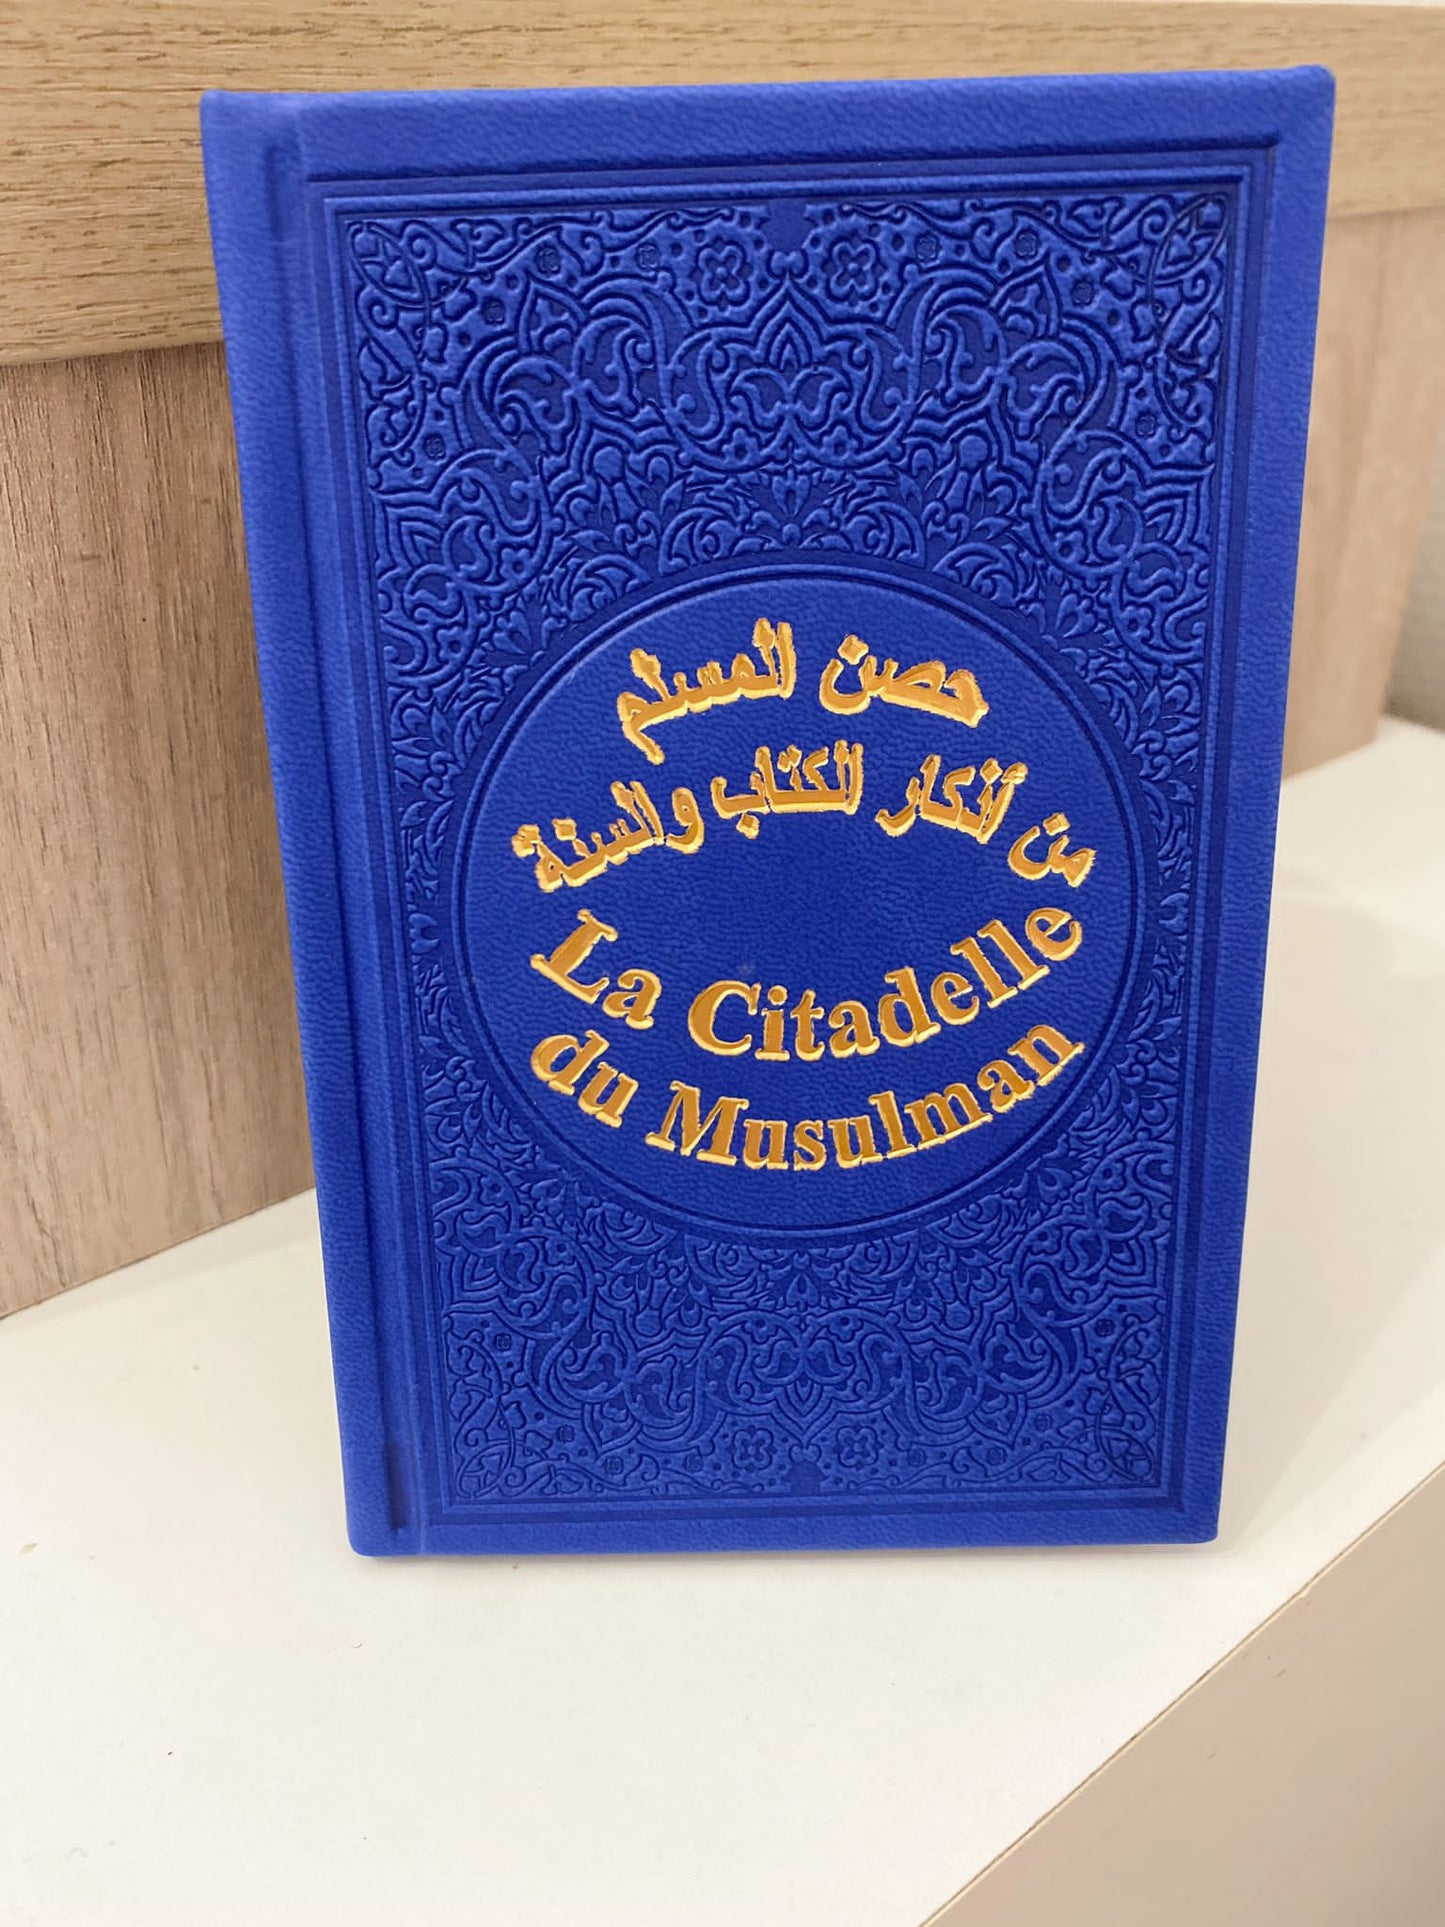 حصن المسلم
من أذكار الكتاب والسنة
La Citadelle
du Musulman